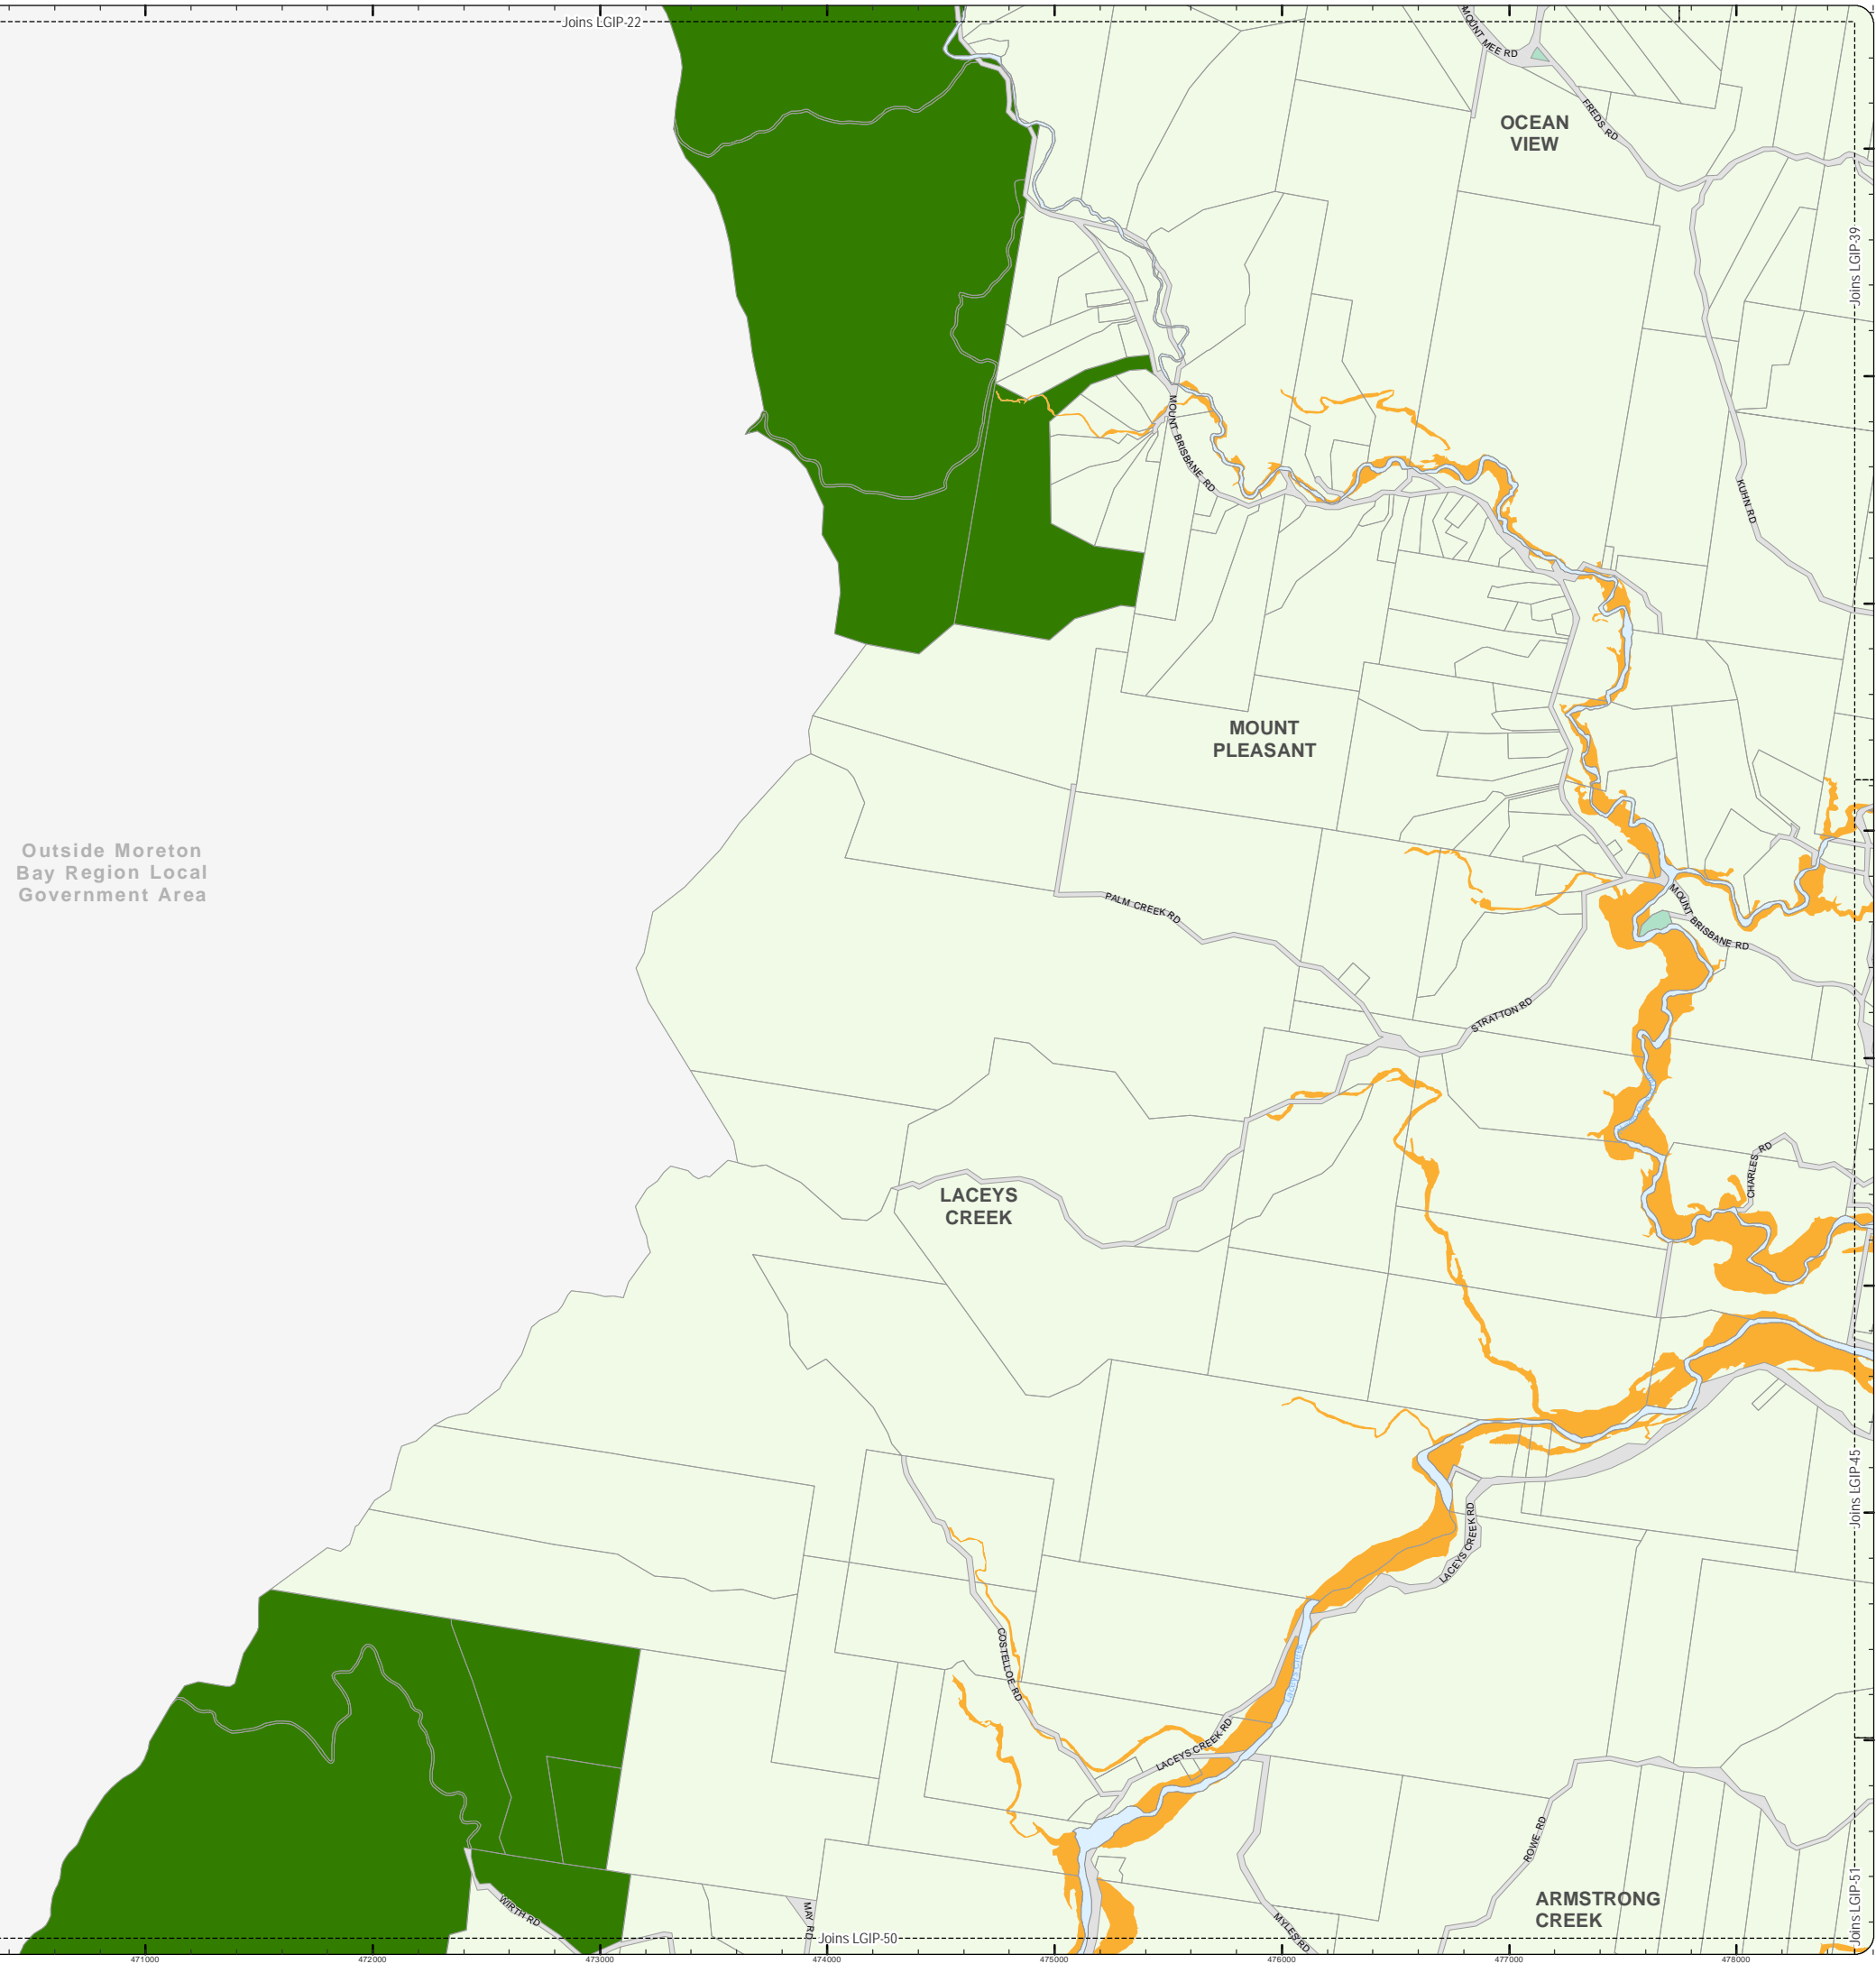 Joins LGIP-22
MOUNT MEE RD
OCEAN
VIEW
FREDS RD
Joins LGIP-39
MOUNT BRISBANE RD
KUHN RD
MOUNT
PLEASANT
Outside Moreton
Bay Region Local
Government Area
PALM CREEK RD
MOUNT BRISBANE RD
STRATTON RD
CHARLES RD
LACEYS
CREEK
Joins LGIP-45
LACEYS CREEK RD
COSTELLOE RD
LACEYS CREEK RD
ROWE RD
ARMSTRONG
CREEK
WIRTH RD
MAY RD
MYLES RD
Joins LGIP-50
Joins LGIP-51
471000
472000
473000
474000
475000
476000
477000
478000